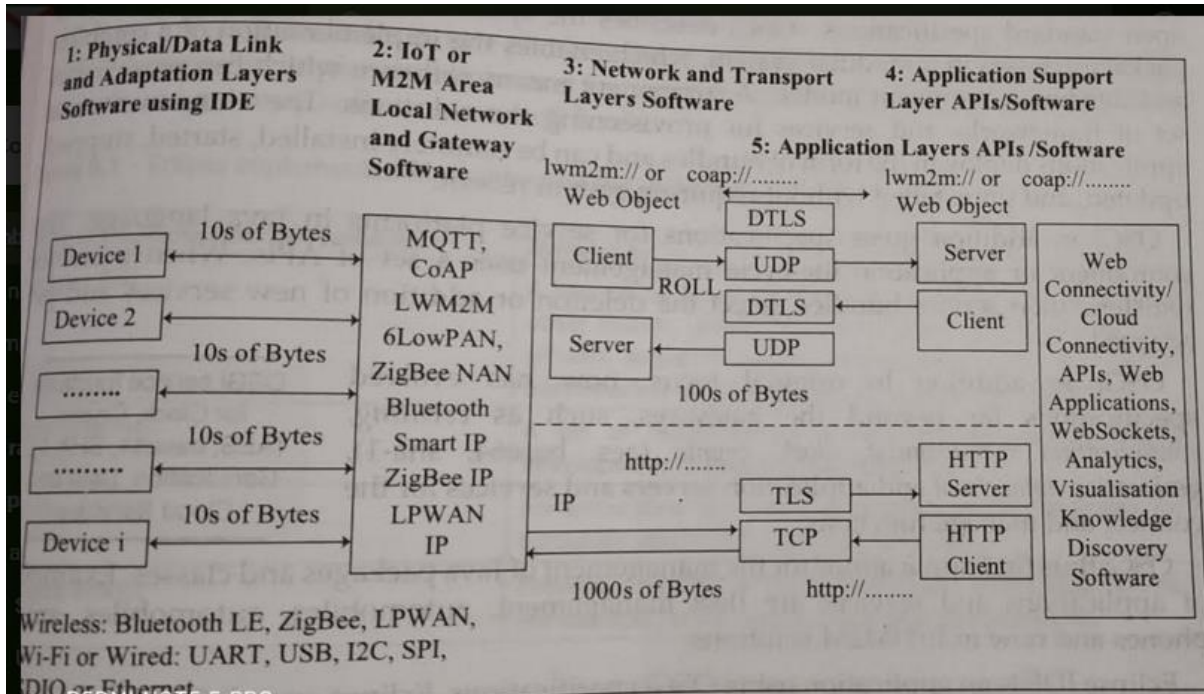 1: Physical/Data Link
and Adaptation Layers
Software using IDE
2: IoT or
M2M Area
Local Network
and Gateway
Software
3: Network and Transport
Layers Software
4: Application Support
Layer APIs/Software
5: Application Layers APIs /Software
lwm2m:// or coap://........
Web Object
lwm2m:// or coap://........
Web Object
Device 1
10s of Bytes
Device 2
10s of Bytes
........
10s of Bytes
.........
10s of Bytes
Device i
MQTT,
CoAP
LWM2M
6LowPAN,
ZigBee NAN
Bluetooth
Smart IP
ZigBee IP
LPWAN
IP
Client
ROLL
Server
DTLS
UDP
DTLS
UDP
Server
Client
100s of Bytes
http://.......
IP
TLS
TCP
HTTP
Server
HTTP
Client
1000s of Bytes
http://........
Web
Connectivity/
Cloud
Connectivity,
APIs, Web
Applications,
WebSockets,
Analytics,
Visualisation
Knowledge
Discovery
Software
Wireless: Bluetooth LE, ZigBee, LPWAN,
Wi-Fi or Wired: UART, USB, I2C, SPI,
SDIO or Ethernet